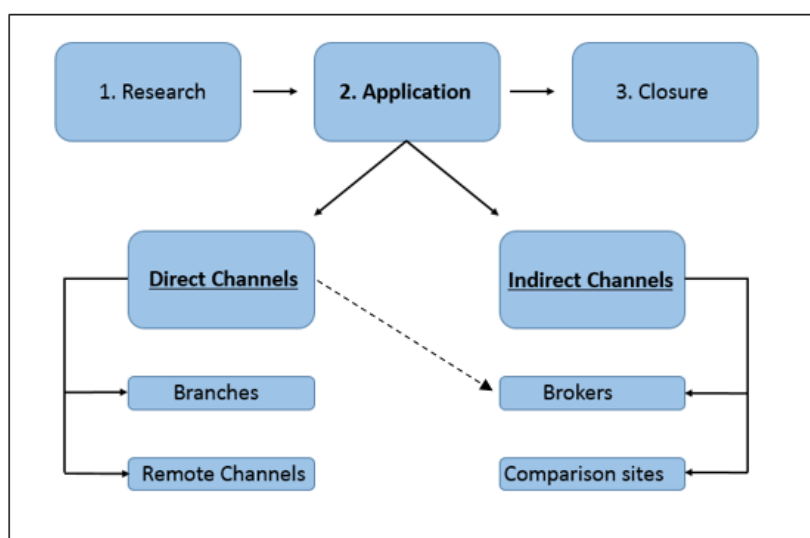 1. Research
2. Application
3. Closure
Direct Channels
Indirect Channels
Branches
Brokers
Remote Channels
Comparison sites